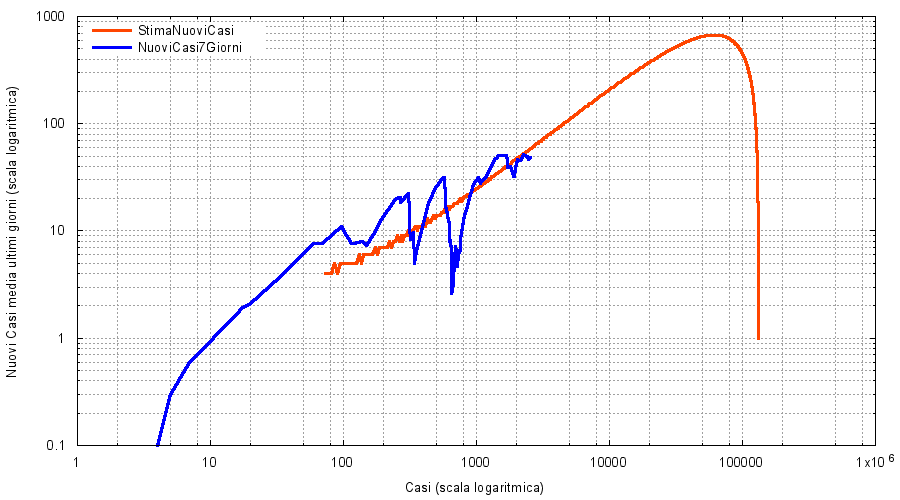 1000
100
10
1
0.1
StimaNuoviCasi
NuoviCasi7Giorni
Nuovi Casi media ultimi giorni (scala logaritmica)
1 10 100 1000 10000 100000 1x10 6
Casi (scala logaritmica)